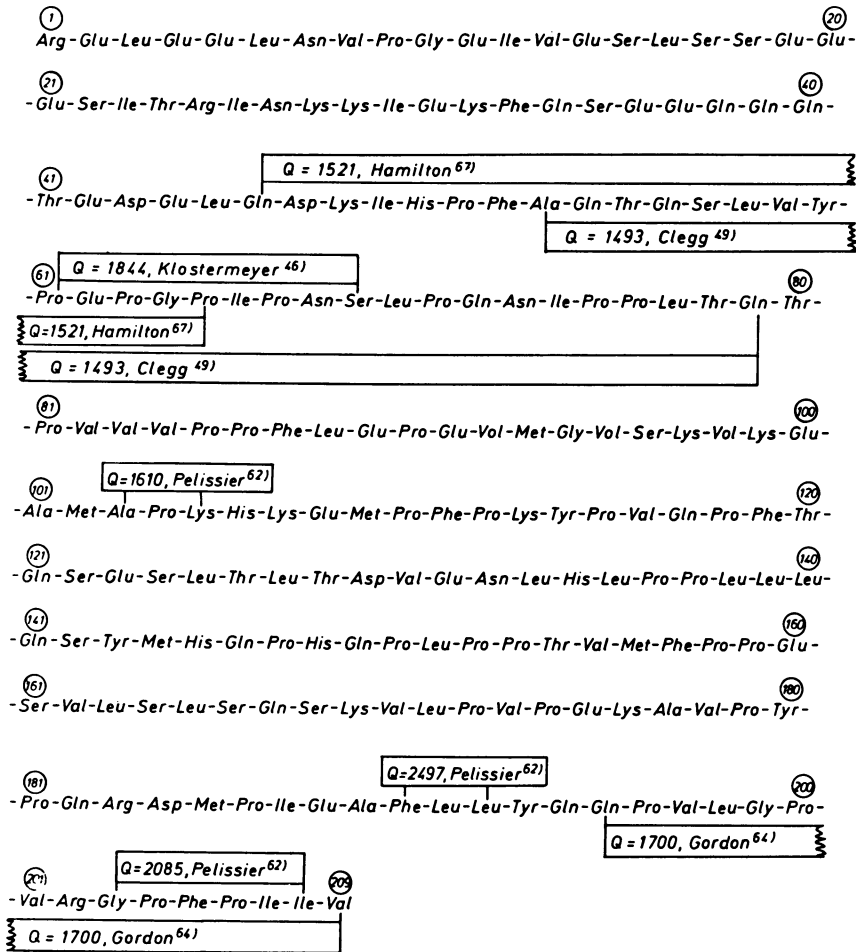 1 20
Arg-Glu-Leu-Glu-Glu-Leu-Asn-Val-Pro-Gly-Glu-Ile-Val-Glu-Ser-Leu-Ser-Ser-Glu-Glu-
21 40
-Glu-Ser-Ile-Thr-Arg-Ile-Asn-Lys-Lys-Ile-Glu-Lys-Phe-Gln-Ser-Glu-Glu-Gln-Gln-Gln-
Q = 1521, Hamilton 67)
41
-Thr-Glu-Asp-Glu-Leu-Gln-Asp-Lys-Ile-His-Pro-Phe-Ala-Gln-Thr-Gln-Ser-Leu-Val-Tyr-
Q = 1493, Clegg 49)
Q = 1844, Klostermeyer 46)
61 80
-Pro-Glu-Pro-Gly-Pro-Ile-Pro-Asn-Ser-Leu-Pro-Gln-Asn-Ile-Pro-Pro-Leu-Thr-Gln-Thr-
Q=1521, Hamilton 67)
Q = 1493, Clegg 49)
81 100
-Pro-Val-Val-Val-Pro-Pro-Phe-Leu-Glu-Pro-Glu-Vol-Met-Gly-Vol-Ser-Lys-Vol-Lys-Glu-
Q=1610, Pelissier 62)
101 120
-Ala-Met-Ala-Pro-Lys-His-Lys-Glu-Met-Pro-Phe-Pro-Lys-Tyr-Pro-Val-Gln-Pro-Phe-Thr-
121 140
-Gln-Ser-Glu-Ser-Leu-Thr-Leu-Thr-Asp-Val-Glu-Asn-Leu-His-Leu-Pro-Pro-Leu-Leu-Leu-
141 160
-Gln-Ser-Tyr-Met-His-Gln-Pro-His-Gln-Pro-Leu-Pro-Pro-Thr-Val-Met-Phe-Pro-Pro-Glu-
161 180
-Ser-Val-Leu-Ser-Leu-Ser-Gln-Ser-Lys-Val-Leu-Pro-Val-Pro-Glu-Lys-Ala-Val-Pro-Tyr-
Q=2497, Pelissier 62)
181 200
-Pro-Gln-Arg-Asp-Met-Pro-Ile-Glu-Ala-Phe-Leu-Leu-Tyr-Gln-Gln-Pro-Val-Leu-Gly-Pro-
Q = 1700, Gordon 64)
Q=2085, Pelissier 62)
201 209
-Val-Arg-Gly-Pro-Phe-Pro-Ile-Ile-Val
Q = 1700, Gordon 64)